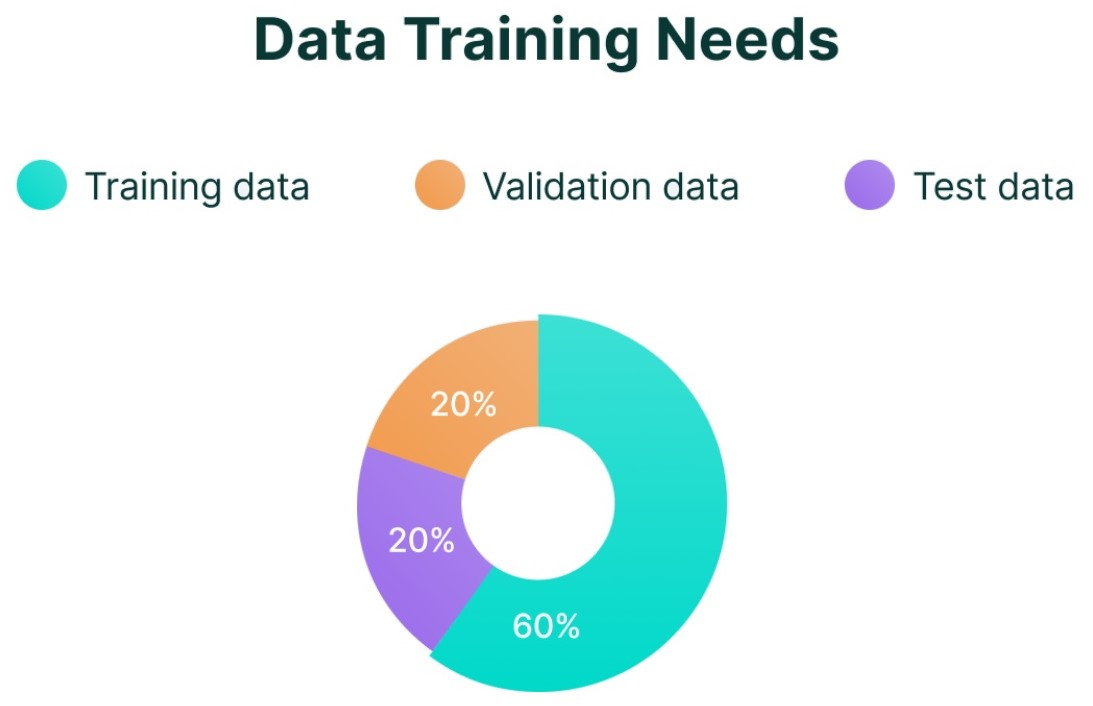 Data Training Needs
Training data
Validation data
Test data
20%
20%
60%